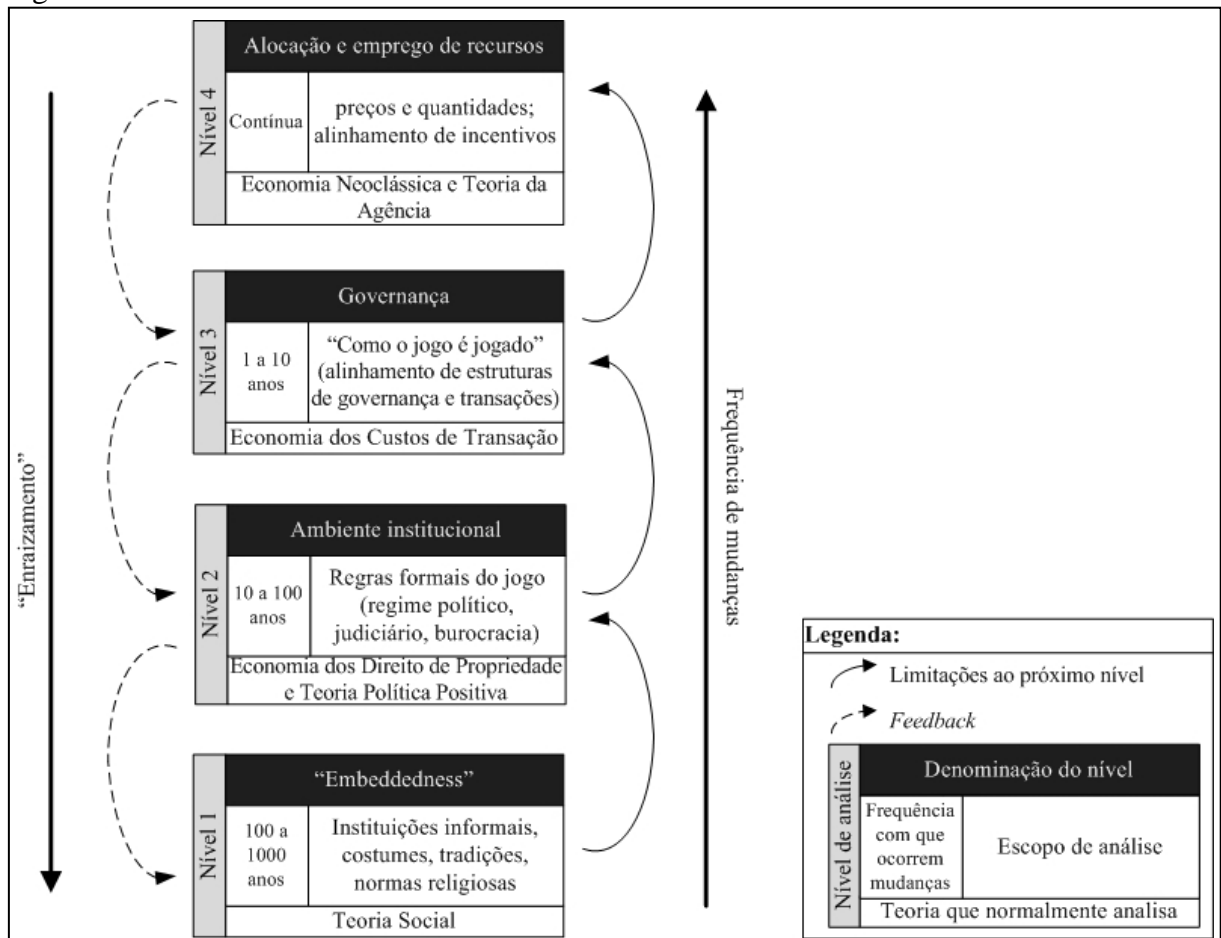 Alocação e emprego de recursos
Nível 4
Contínua
preços e quantidades;
alinhamento de incentivos
Economia Neoclássica e Teoria da
Agência
Governança
Nível 3
1 a 10
anos
“Como o jogo é jogado”
(alinhamento de estruturas
de governança e transações)
Economia dos Custos de Transação
“Enraizamento”
Frequência de mudanças
Ambiente institucional
Nível 2
10 a 100
anos
Regras formais do jogo
(regime político,
judiciário, burocracia)
Economia dos Direito de Propriedade
e Teoria Política Positiva
“Embeddedness”
Nível 1
100 a
1000
anos
Instituições informais,
costumes, tradições,
normas religiosas
Teoria Social
Legenda:
Limitações ao próximo nível
Feedback
Nível de análise
Denominação do nível
Frequência
com que
ocorrem
mudanças
Escopo de análise
Teoria que normalmente analisa